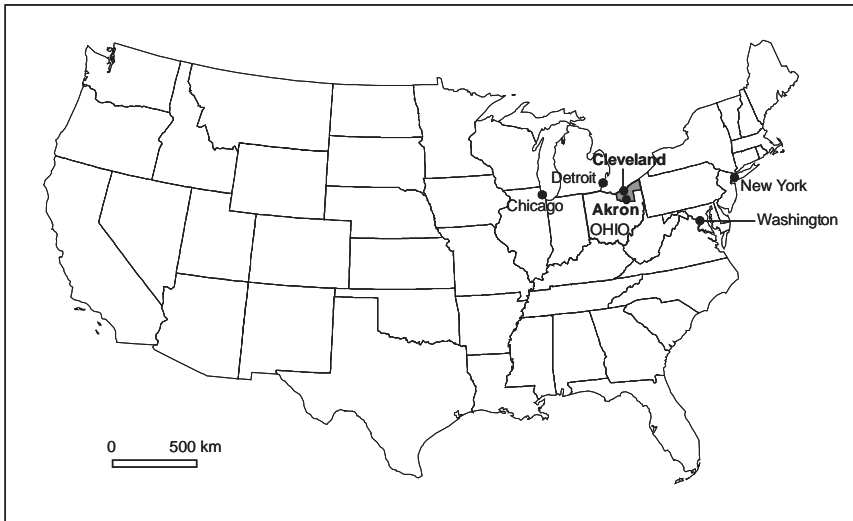 Cleveland
Detroit
New York
Chicago
Akron
OHIO
Washington
0 500 km